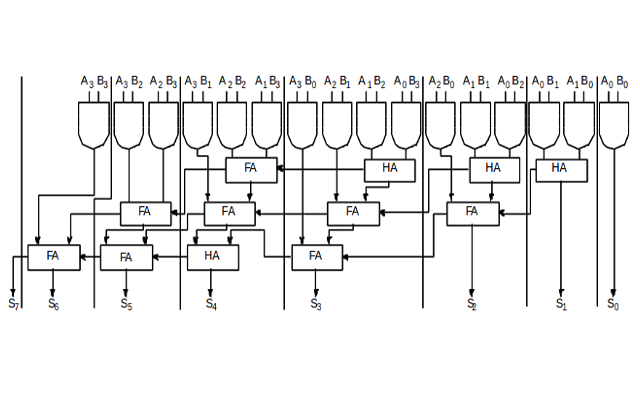 A3 B3 A3 B2 A2 B3 A3 B1 A2 B2 A1 B3 A3 B0 A2 B1 A1 B2 A0 B3 A2 B0 A1 B1 A0 B2 A0 B1 A1 B0 A0 B0
FA HA HA HA
FA FA FA FA
FA FA HA FA
S7 S6 S5 S4 S3 S2 S1 S0